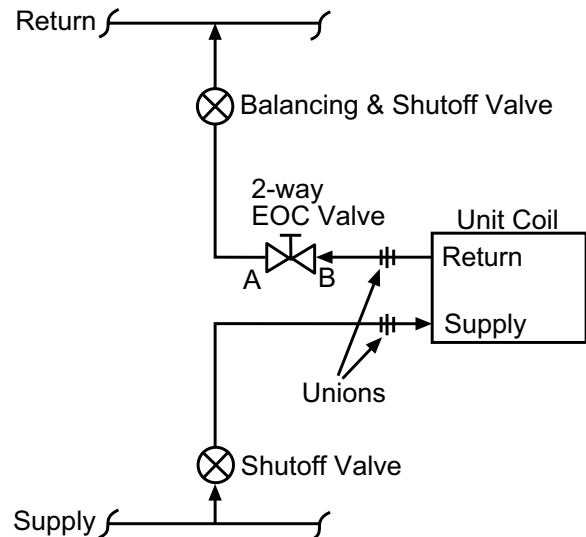 Return
Balancing & Shutoff Valve
2-way
EOC Valve
Unit Coil
A
B
Return
Supply
Unions
Shutoff Valve
Supply